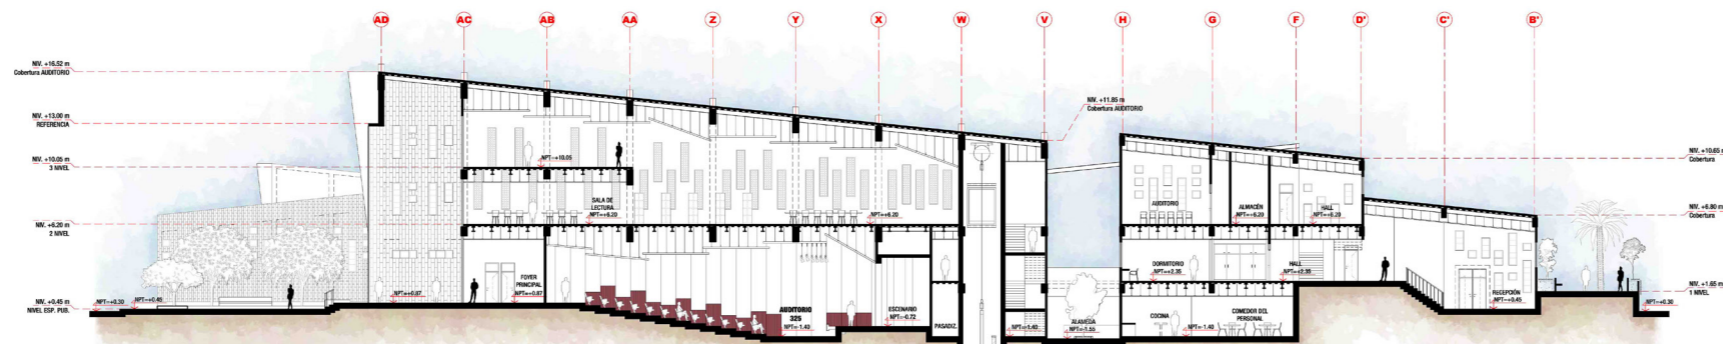 AD AC AB AA Z Y X W V H G F D' C' B'
NIV. +16.52 m
Cobertura AUDITORIO
NIV. +13.00 m
REFERENCIA
NIV. +10.05 m
3 NIVEL
NIV. +6.20 m
2 NIVEL
NIV. +0.45 m
NIVEL ESP. PUB.
NPT=+0.30
NPT=+0.45
NPT=+0.87
NPT=+10.05
SALA DE
LECTURA
NPT=+6.20
NPT=+6.20
FOYER
PRINCIPAL
NPT=+0.87
AUDITORIO
325
NPT=-1.40
ESCENARIO
NPT=-0.72
PASADIZ.
NPT=-1.40
NIV. +11.85 m
Cobertura AUDITORIO
ALAMEDA
NPT=-1.55
AUDITORIO
ALMACÉN
NPT=+6.20
HALL
NPT=+6.20
DORMITORIO
NPT=+2.35
HALL
NPT=+2.35
COCINA
NPT=-1.40
COMEDOR DEL
PERSONAL
RECEPCIÓN
NPT=+0.45
NIV. +10.65 m
Cobertura
NIV. +6.80 m
Cobertura
NIV. +1.65 m
1 NIVEL
NPT=+0.30